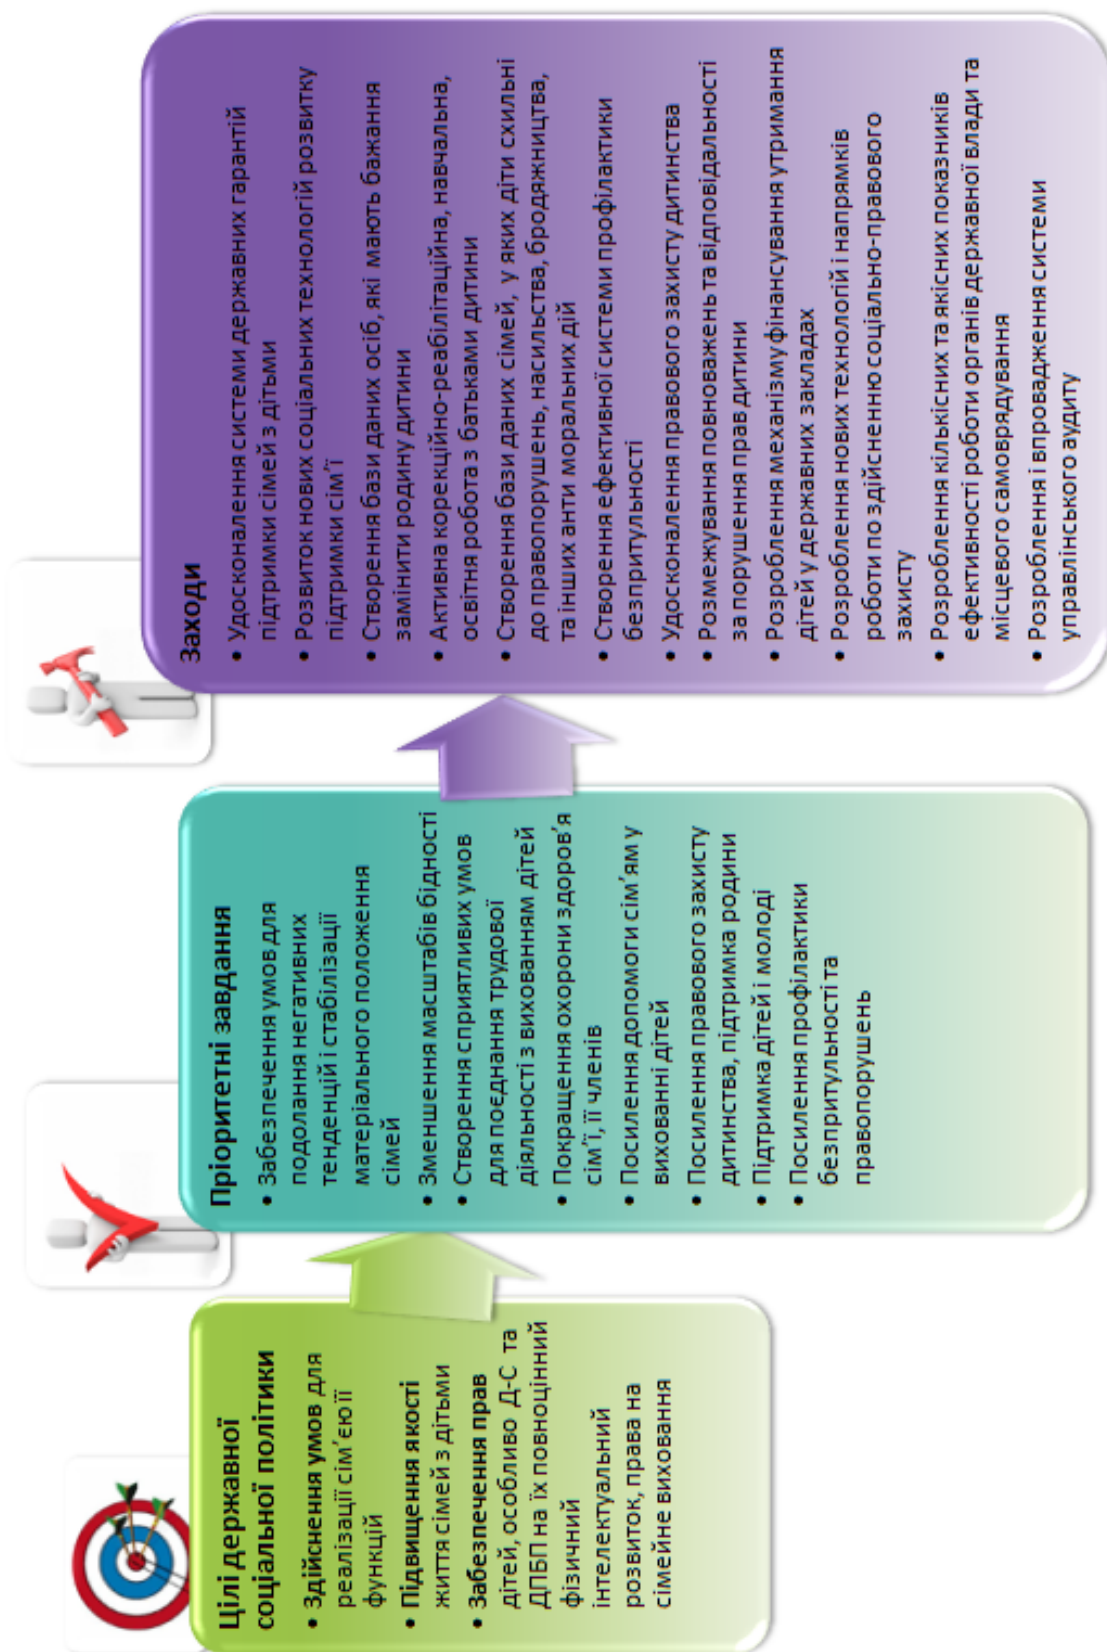 Цілі державної
соціальної політики
• Здійснення умов для
реалізації сім’єю її
функцій
• Підвищення якості
життя сімей з дітьми
• Забезпечення прав
дітей, особливо Д-С та
ДПБП на їх повноцінний
фізичний
інтелектуальний
розвиток, права на
сімейне виховання
Пріоритетні завдання
• Забезпечення умов для
подолання негативних
тенденцій і стабілізації
матеріального положення
сімей
• Зменшення масштабів бідності
• Створення сприятливих умов
для поєднання трудової
діяльності з вихованням дітей
• Покращення охорони здоров’я
сім’ї, її членів
• Посилення допомоги сім’ям у
вихованні дітей
• Посилення правового захисту
дитинства, підтримка родини
• Підтримка дітей і молоді
• Посилення профілактики
безпритульності та
правопорушень
Заходи
• Удосконалення системи державних гарантій
підтримки сімей з дітьми
• Розвиток нових соціальних технологій розвитку
підтримки сім’ї
• Створення бази даних осіб, які мають бажання
замінити родину дитини
• Активна корекційно-реабілітаційна, навчальна,
освітня робота з батьками дитини
• Створення бази даних сімей, у яких діти схильні
до правопорушень, насильства, бродяжництва,
та інших анти моральних дій
• Створення ефективної системи профілактики
безпритульності
• Удосконалення правового захисту дитинства
• Розмежування повноважень та відповідальності
за порушення прав дитини
• Розроблення механізму фінансування утримання
дітей у державних закладах
• Розроблення нових технологій і напрямків
роботи по здійсненню соціально-правового
захисту
• Розроблення кількісних та якісних показників
ефективності роботи органів державної влади та
місцевого самоврядування
• Розроблення і впровадження системи
управлінського аудиту